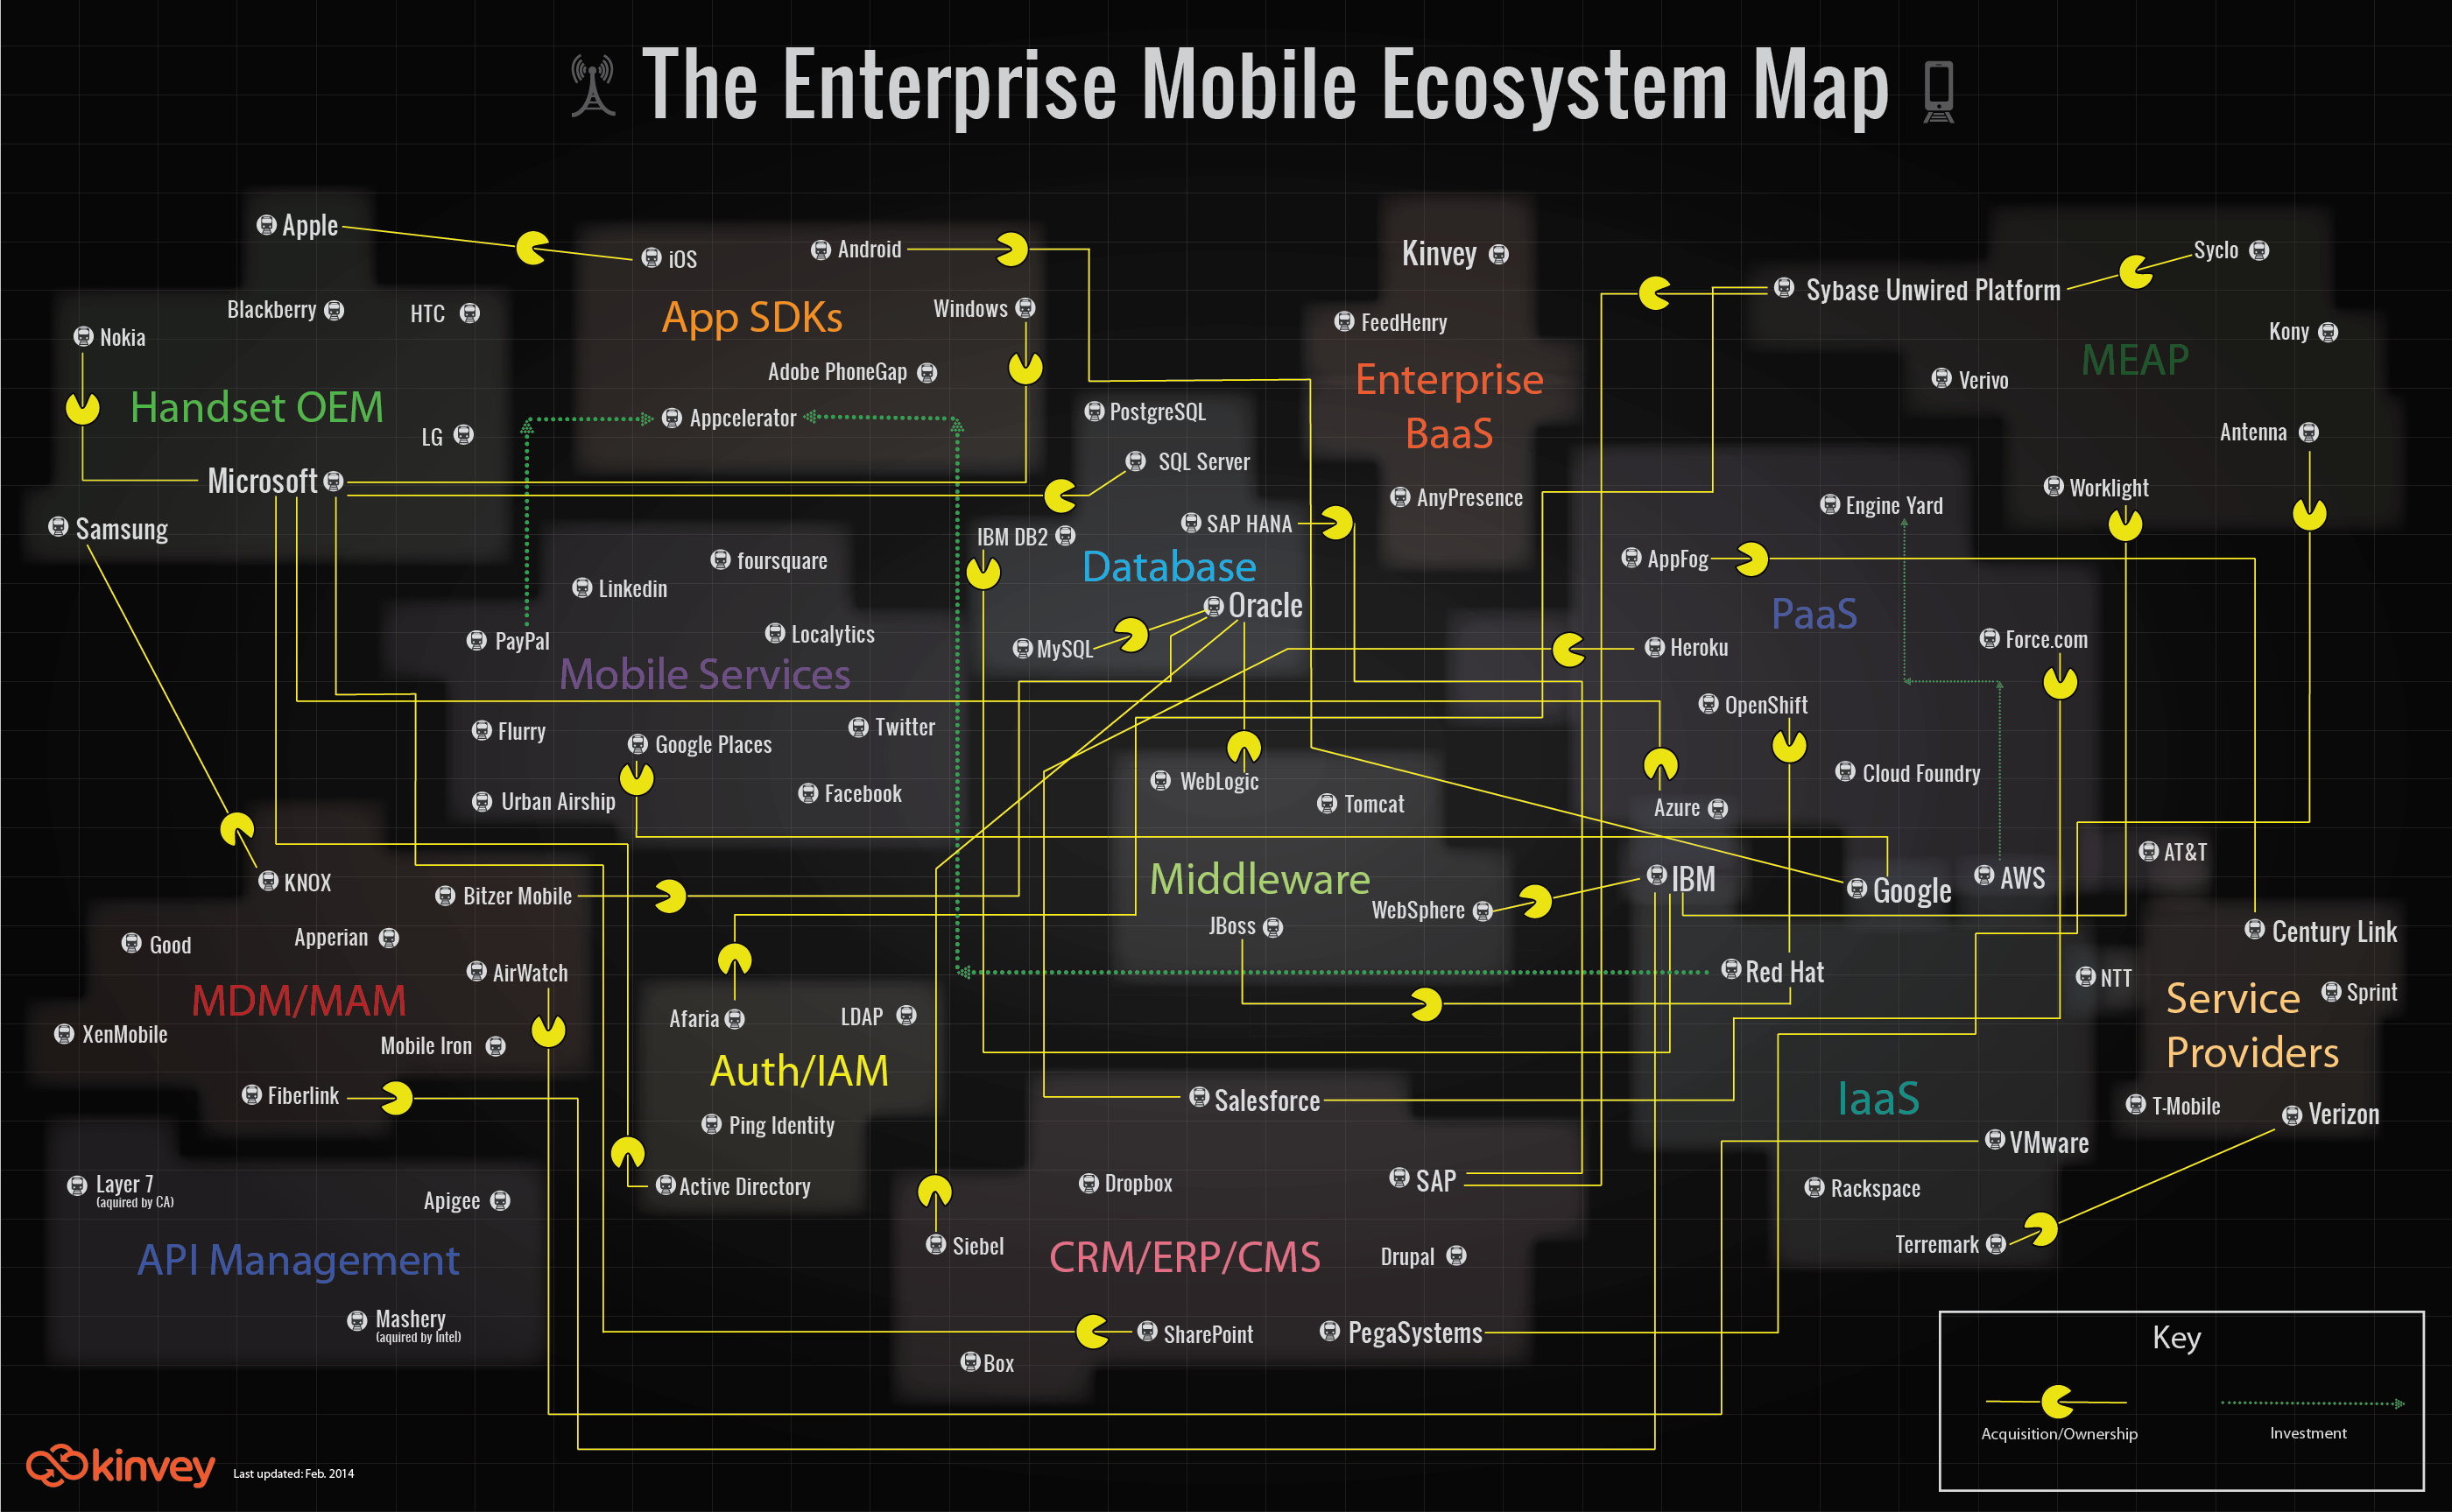 The Enterprise Mobile Ecosystem Map
Apple
Blackberry
HTC
Nokia
Handset OEM
LG
Microsoft
Samsung
iOS
Android
App SDKs
Windows
Adobe PhoneGap
Appcelerator
Kinvey
FeedHenry
Enterprise
BaaS
AnyPresence
Syclo
Sybase Unwired Platform
Kony
MEAP
Verivo
Antenna
Worklight
PostgreSQL
SQL Server
SAP HANA
IBM DB2
Database
Oracle
MySQL
foursquare
Linkedin
Localytics
PayPal
Mobile Services
Flurry
Google Places
Twitter
Urban Airship
Facebook
Engine Yard
AppFog
PaaS
Force.com
Heroku
OpenShift
Cloud Foundry
Azure
IBM
Google
AWS
AT&T
WebLogic
Tomcat
Middleware
WebSphere
JBoss
KNOX
Bitzer Mobile
Good
Apperian
AirWatch
MDM/MAM
XenMobile
Mobile Iron
Fiberlink
Afaria
LDAP
Auth/IAM
Ping Identity
Active Directory
Red Hat
IaaS
VMware
Rackspace
Terremark
Century Link
NTT
Service
Sprint
Providers
T-Mobile
Verizon
Layer 7
(aquired by CA)
Apigee
API Management
Mashery
(aquired by Intel)
Salesforce
Dropbox
SAP
Siebel
CRM/ERP/CMS
Drupal
SharePoint
PegaSystems
Box
Key
Acquisition/Ownership
Investment
kinvey
Last updated: Feb. 2014